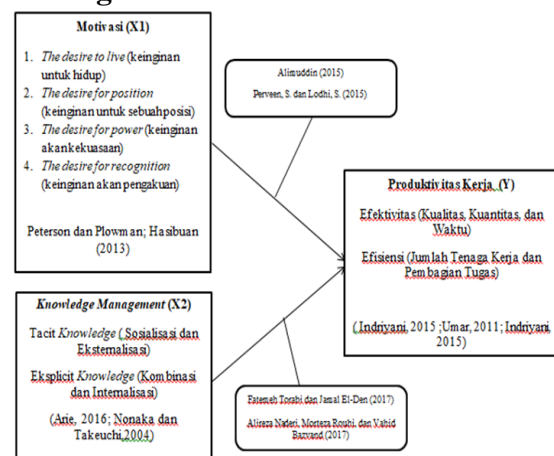 Motivasi (X1)
1. The desire to live (keinginan
untuk hidup)
2. The desire for position
(keinginan untuk sebuahposisi)
3. The desire for power (keinginan
akankekuasaan)
4. The desire for recognition
(keinginan akan pengakuan)
Peterson dan Plowman; Hasibuan
(2013)
Alimuddin (2015)
Perveen, S. dan Lodhi, S. (2015)
Produktivitas Kerja (Y)
Efektivitas (Kualitas, Kuantitas, dan
Waktu)
Efisiensi (Jumlah Tenaga Kerja dan
Pembagian Tugas)
( Indriyani, 2015 ;Umar, 2011; Indriyani,
2015)
Knowledge Management (X2)
Tacit Knowledge ( Sosialisasi dan
Eksternalisasi)
Eksplicit Knowledge (Kombinasi
dan Internalisasi)
(Arie, 2016; Nonaka dan
Takeuchi,2004)
Fatemeh Torabi dan Jamal El-Den (2017)
Alireza Naderi, Morteza Rouhi, dan Vahid
Bazvand (2017)